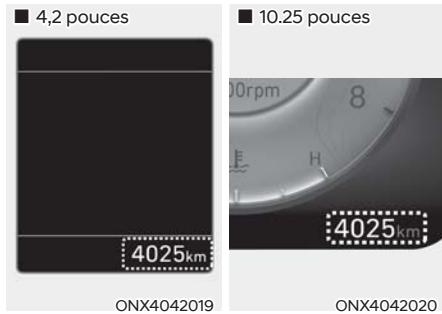 ■ 4,2 pouces
4025km
ONX4042019
■ 10.25 pouces
00rpm
8
H
4025km
ONX4042020